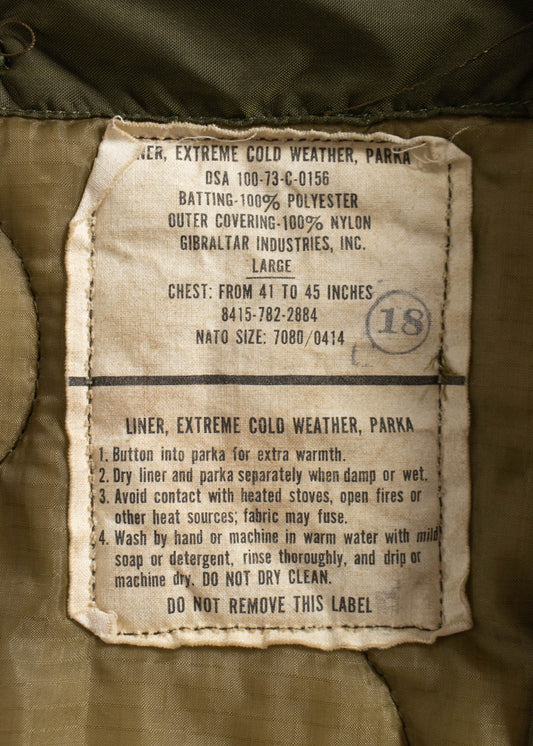 LINER, EXTREME COLD WEATHER, PARKA
DSA 100-73-C-0156
BATTING-100% POLYESTER
OUTER COVERING-100% NYLON
GIBRALTAR INDUSTRIES, INC.
LARGE
CHEST: FROM 41 TO 45 INCHES
8415-782-2884
NATO SIZE: 7080/0414
18
LINER, EXTREME COLD WEATHER, PARKA
1. Button into parka for extra warmth.
2. Dry liner and parka separately when damp or wet.
3. Avoid contact with heated stoves, open fires or
other heat sources; fabric may fuse.
4. Wash by hand or machine in warm water with mild
soap or detergent, rinse thoroughly, and drip or
machine dry. DO NOT DRY CLEAN.
DO NOT REMOVE THIS LABEL